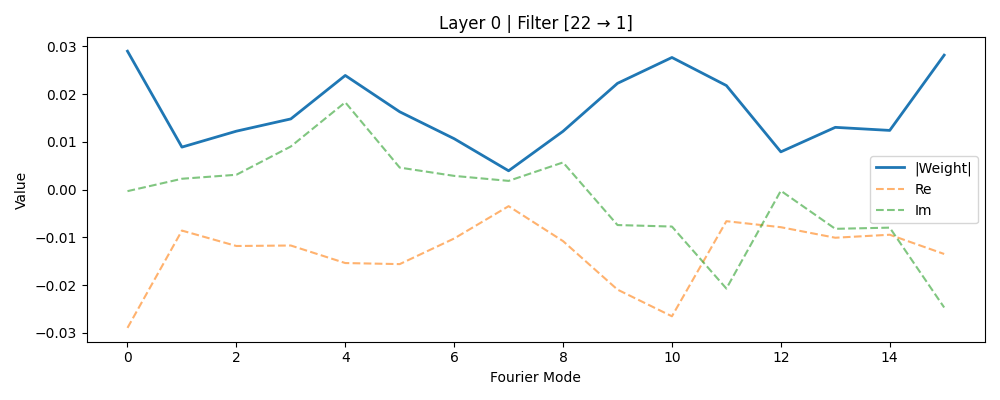 Layer 0 | Filter [22 → 1]
0.03
0.02
0.01
0.00
−0.01
−0.02
−0.03
Value
|Weight|
Re
Im
0 2 4 6 8 10 12 14
Fourier Mode